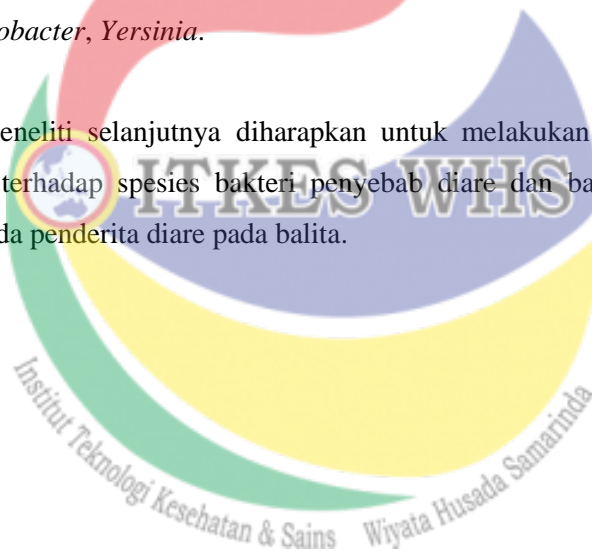 obacter, Yersinia.
eneliti selanjutnya diharapkan untuk melakukan
terhadap spesies bakteri penyebab diare dan ba
da penderita diare pada balita.
ITKES WHS
Institut Teknologi Kesehatan & Sains Wiyata Husada Samarinda